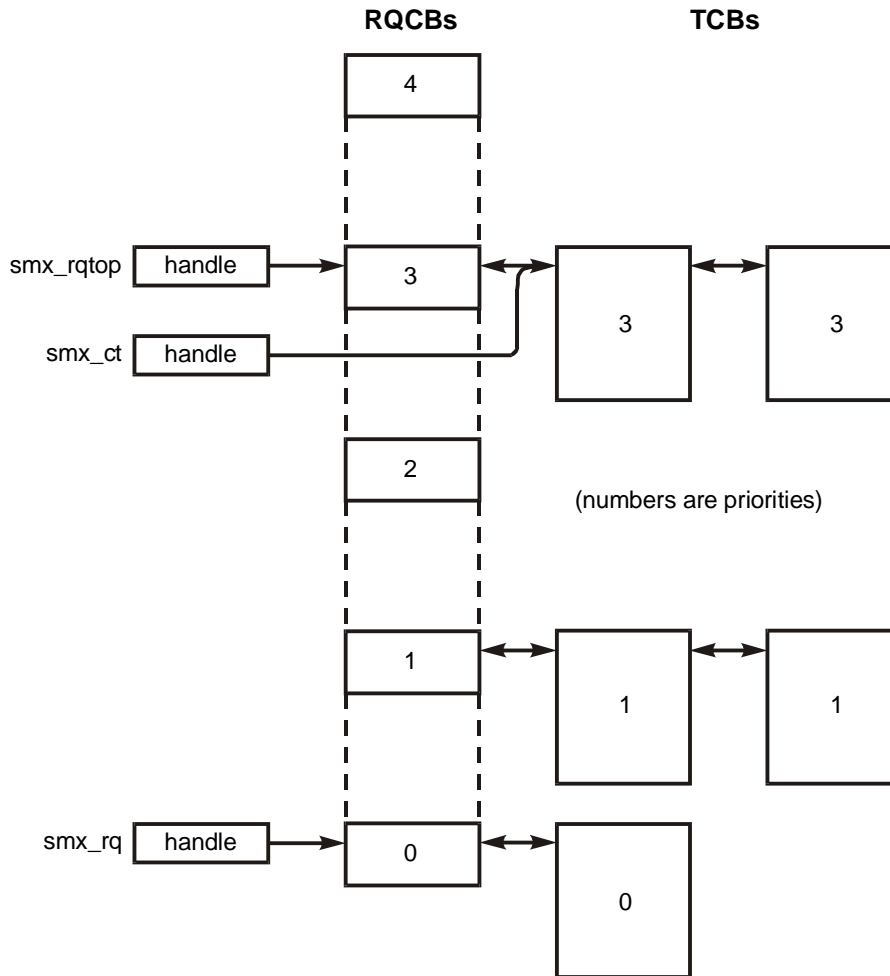 RQCBs TCBs
4
smx_rqtop handle 3
3 3
smx_ct handle
2
(numbers are priorities)
1
1 1
smx_rq handle 0
0